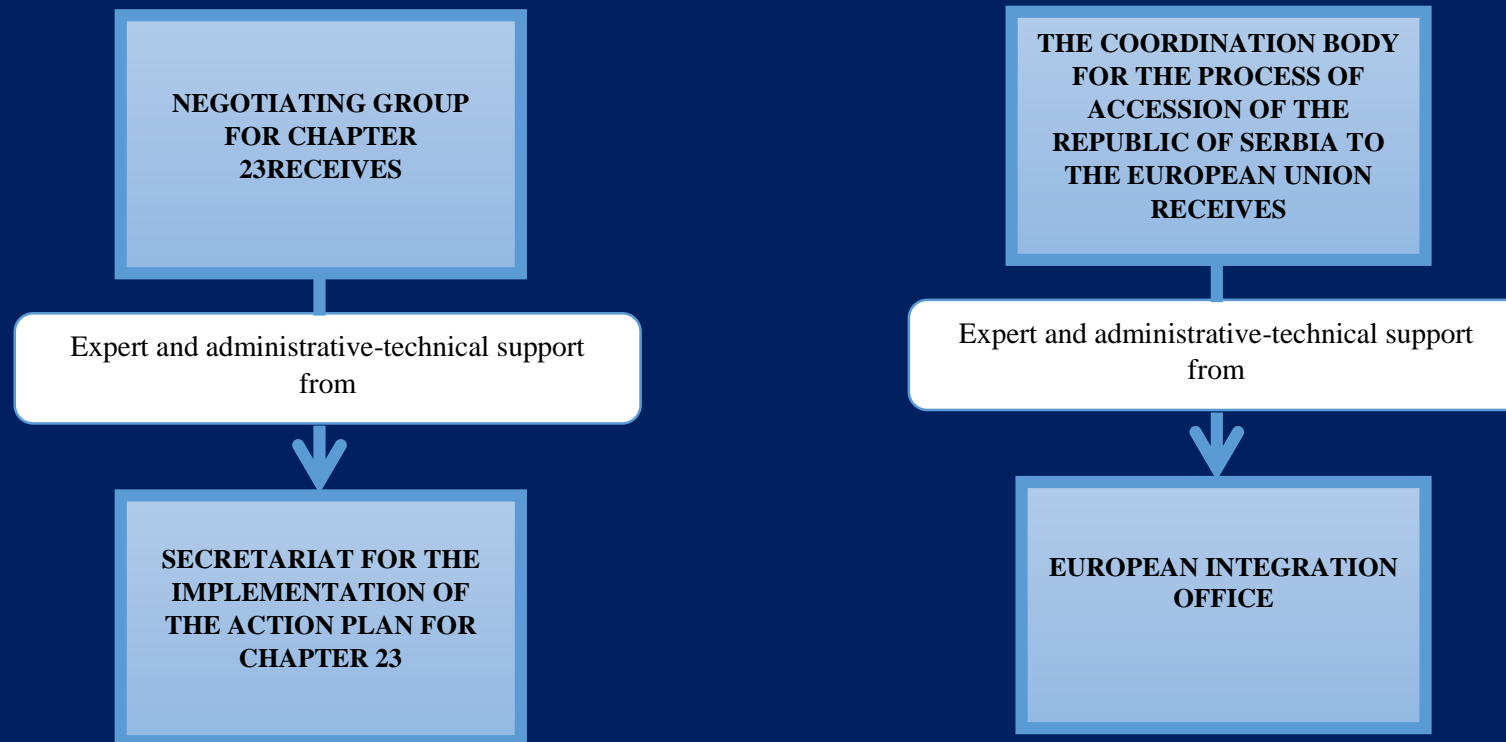 NEGOTIATING GROUP
FOR CHAPTER
23RECEIVES
Expert and administrative-technical support
from
SECRETARIAT FOR THE
IMPLEMENTATION OF
THE ACTION PLAN FOR
CHAPTER 23
THE COORDINATION BODY
FOR THE PROCESS OF
ACCESSION OF THE
REPUBLIC OF SERBIA TO
THE EUROPEAN UNION
RECEIVES
Expert and administrative-technical support
from
EUROPEAN INTEGRATION
OFFICE